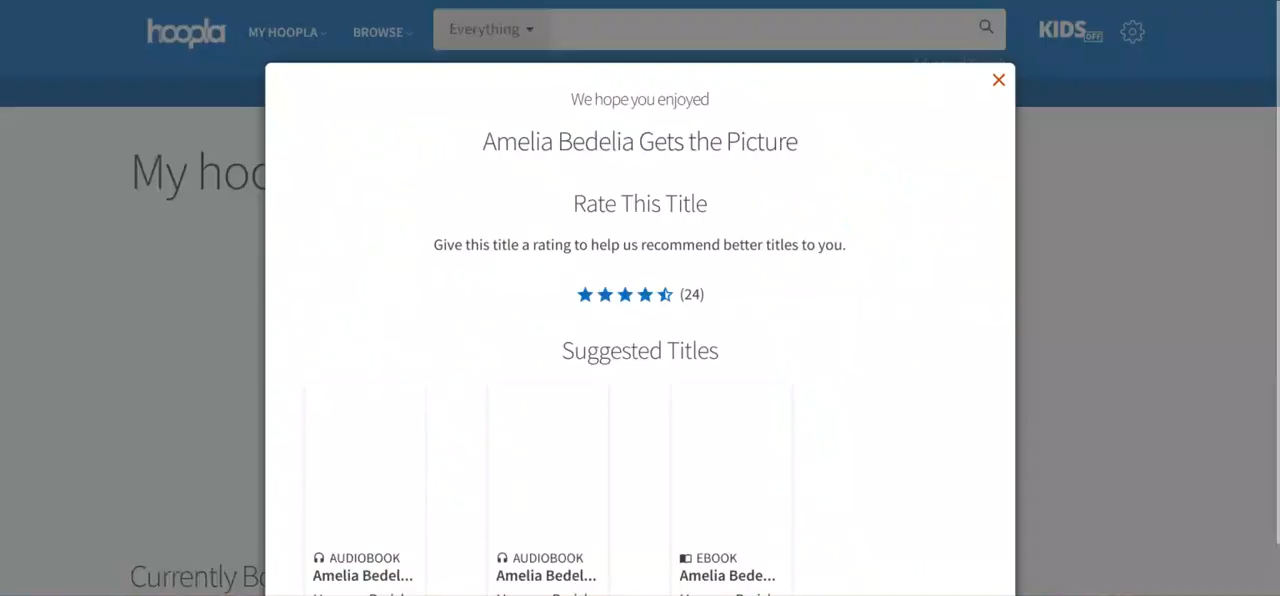 hoopla MY HOOPLA BROWSE Everything KIDS OFF
We hope you enjoyed
Amelia Bedelia Gets the Picture
My hoo
Rate This Title
Give this title a rating to help us recommend better titles to you.
(24)
Suggested Titles
AUDIOBOOK AUDIOBOOK EBOOK
Amelia Bedel... Amelia Bedel... Amelia Bede...
Currently Bo